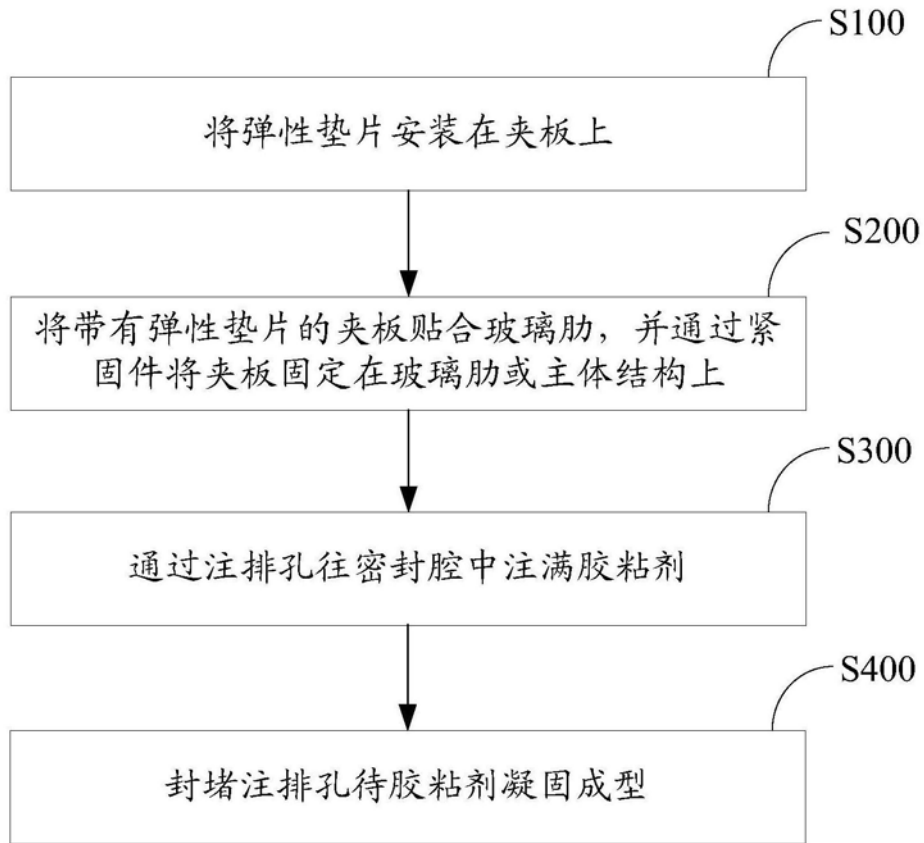 S100
将弹性垫片安装在夹板上
S200
将带有弹性垫片的夹板贴合玻璃肋，并通过紧
固件将夹板固定在玻璃肋或主体结构上
S300
通过注排孔往密封腔中注满胶粘剂
S400
封堵注排孔待胶粘剂凝固成型